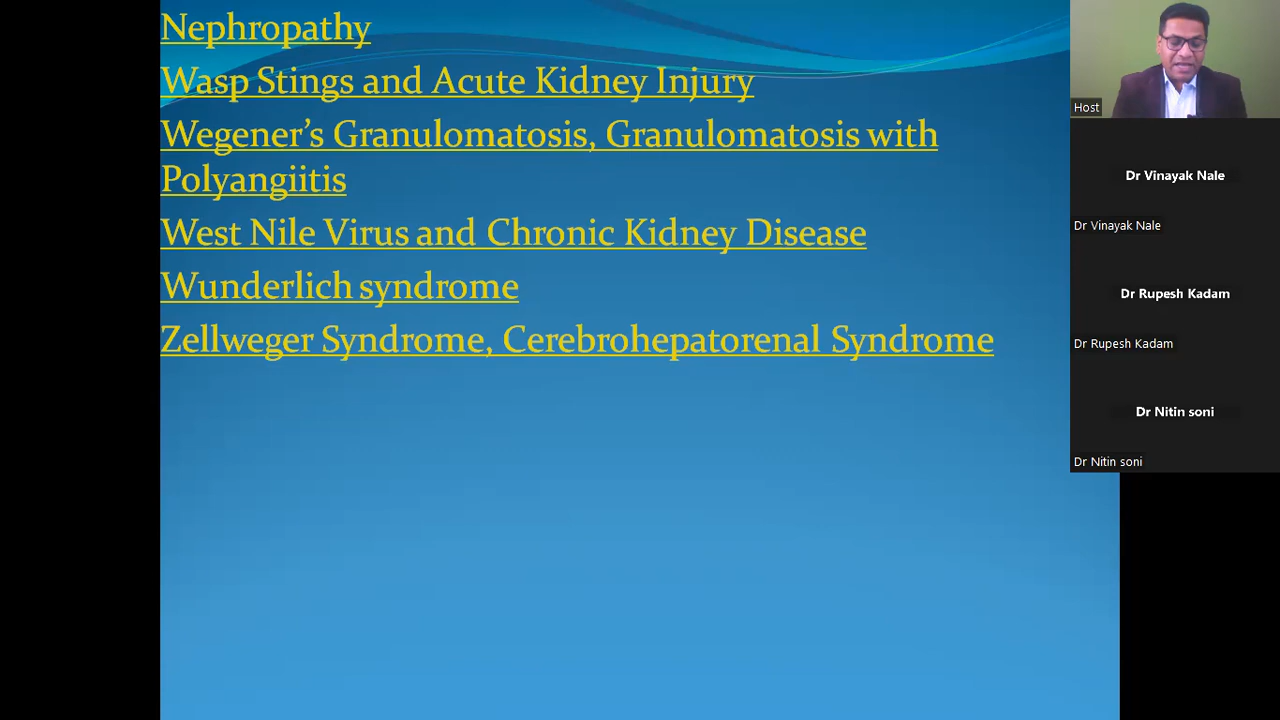 Nephropathy
Wasp Stings and Acute Kidney Injury
Wegener’s Granulomatosis, Granulomatosis with
Polyangiitis
West Nile Virus and Chronic Kidney Disease
Wunderlich syndrome
Zellweger Syndrome, Cerebrohepatorenal Syndrome
Host
Dr Vinayak Nale
Dr Vinayak Nale
Dr Rupesh Kadam
Dr Rupesh Kadam
Dr Nitin soni
Dr Nitin soni